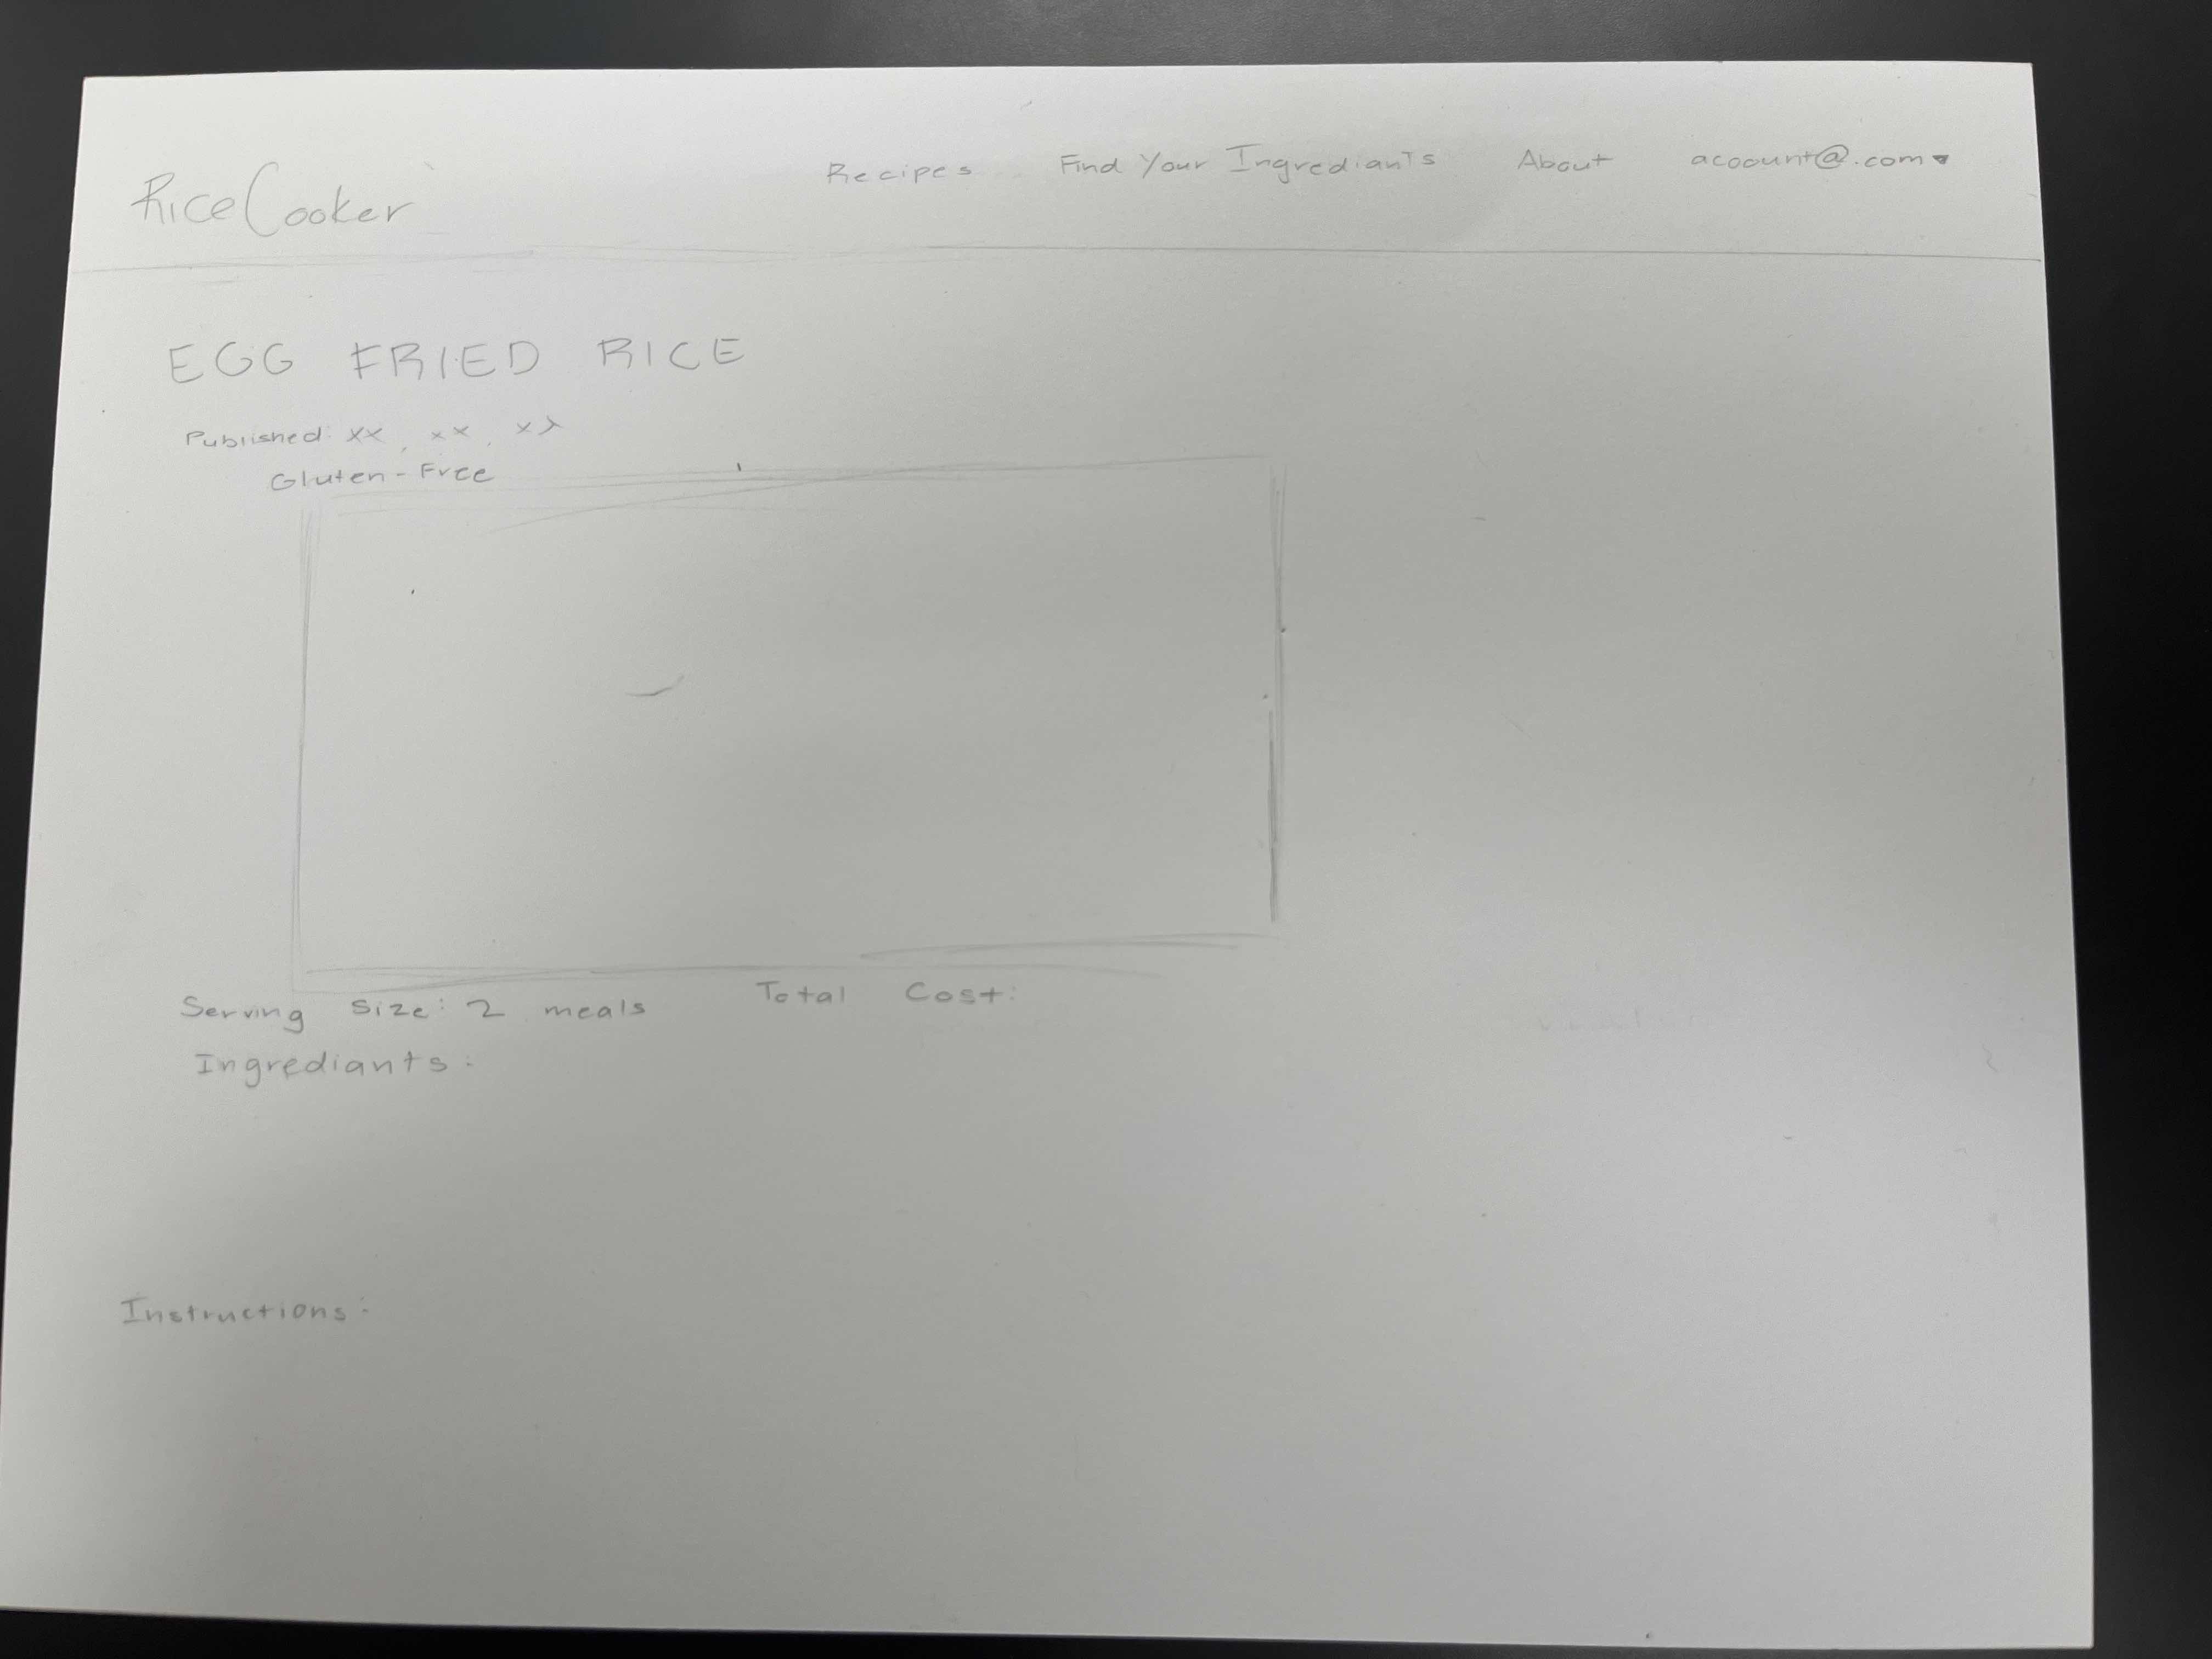 RiceCooker
Recipes Find Your Ingrediants About acoount@.com
EGG FRIED RICE
Published: xx, xx, xx
Gluten-Free
Serving Size: 2 meals Total Cost:
Ingrediants:
Instructions: